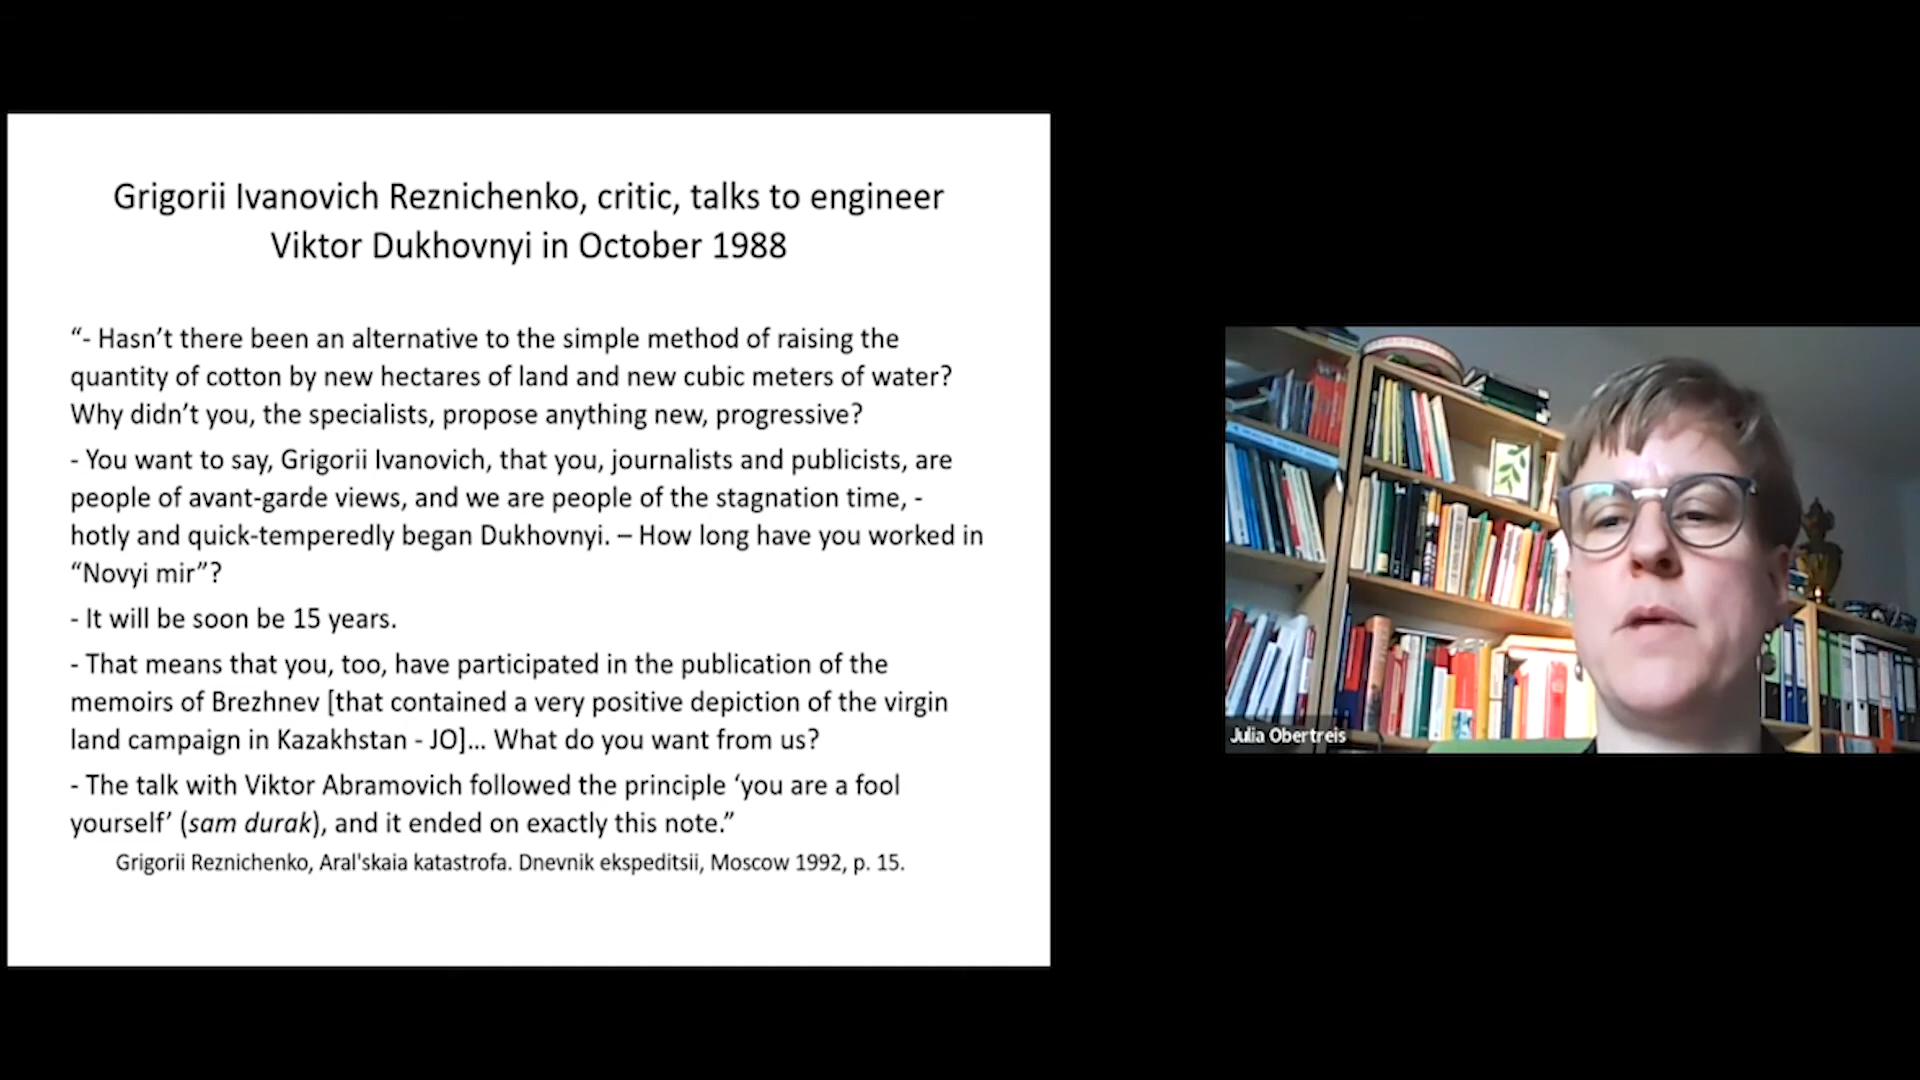 Grigorii Ivanovich Reznichenko, critic, talks to engineer
Viktor Dukhovnyi in October 1988
“- Hasn’t there been an alternative to the simple method of raising the
quantity of cotton by new hectares of land and new cubic meters of water?
Why didn’t you, the specialists, propose anything new, progressive?
- You want to say, Grigorii Ivanovich, that you, journalists and publicists, are
people of avant-garde views, and we are people of the stagnation time, -
hotly and quick-temperedly began Dukhovnyi. – How long have you worked in
“Novyi mir”?
- It will be soon be 15 years.
- That means that you, too, have participated in the publication of the
memoirs of Brezhnev [that contained a very positive depiction of the virgin
land campaign in Kazakhstan - JO]... What do you want from us?
- The talk with Viktor Abramovich followed the principle ‘you are a fool
yourself’ (sam durak), and it ended on exactly this note.”
Grigorii Reznichenko, Aral'skaia katastrofa. Dnevnik ekspeditsii, Moscow 1992, p. 15.
Julia Obertreis